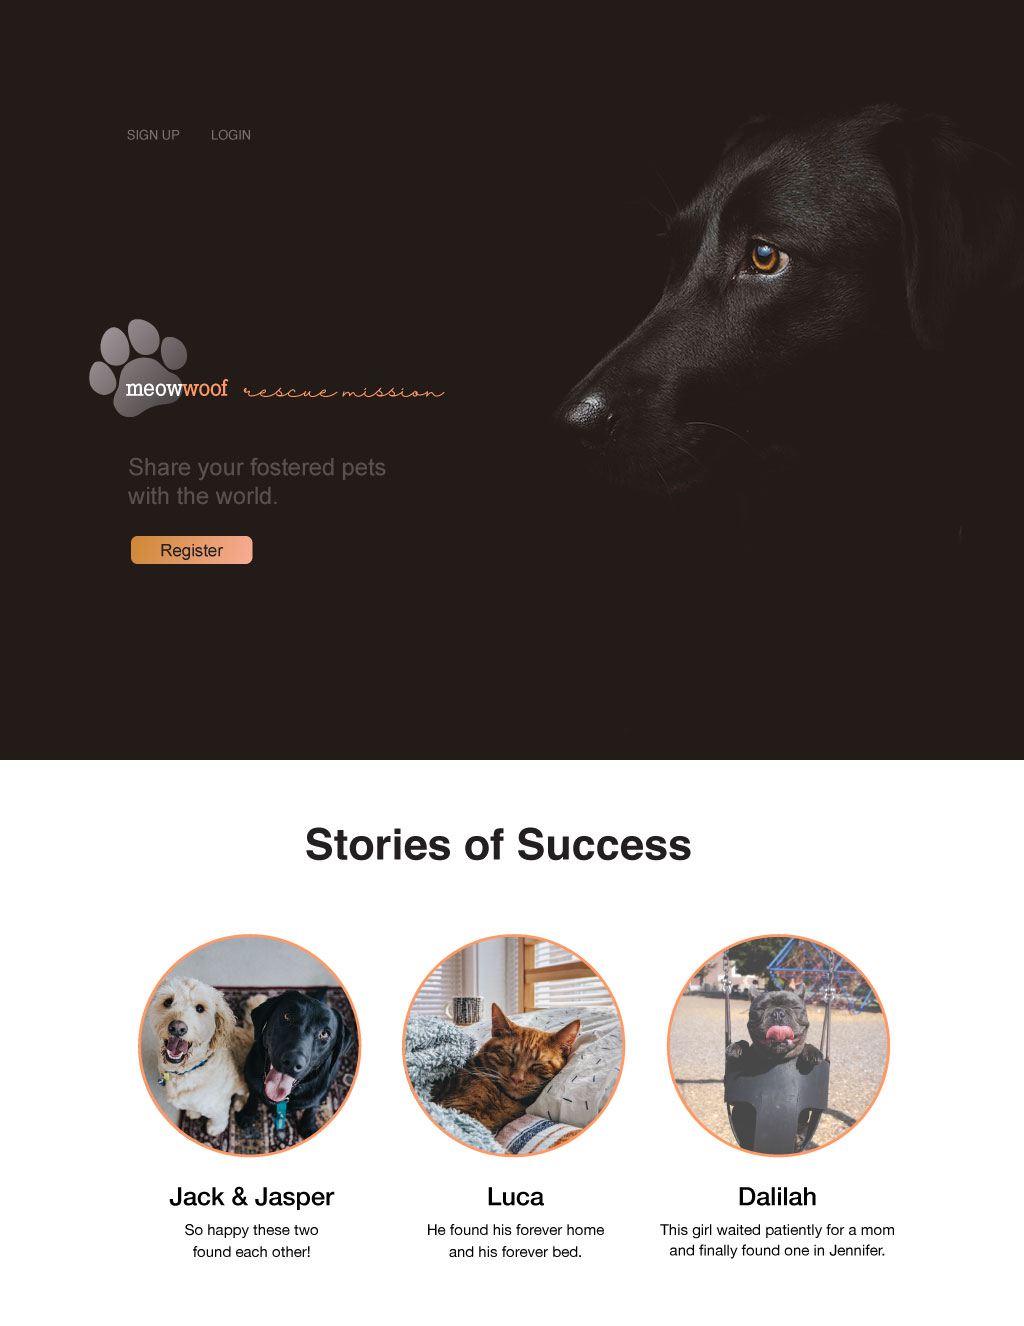 SIGN UP LOGIN
meowwoof rescue mission
Share your fostered pets
with the world.
Register
Stories of Success
Jack & Jasper
So happy these two
found each other!
Luca
He found his forever home
and his forever bed.
Dalilah
This girl waited patiently for a mom
and finally found one in Jennifer.